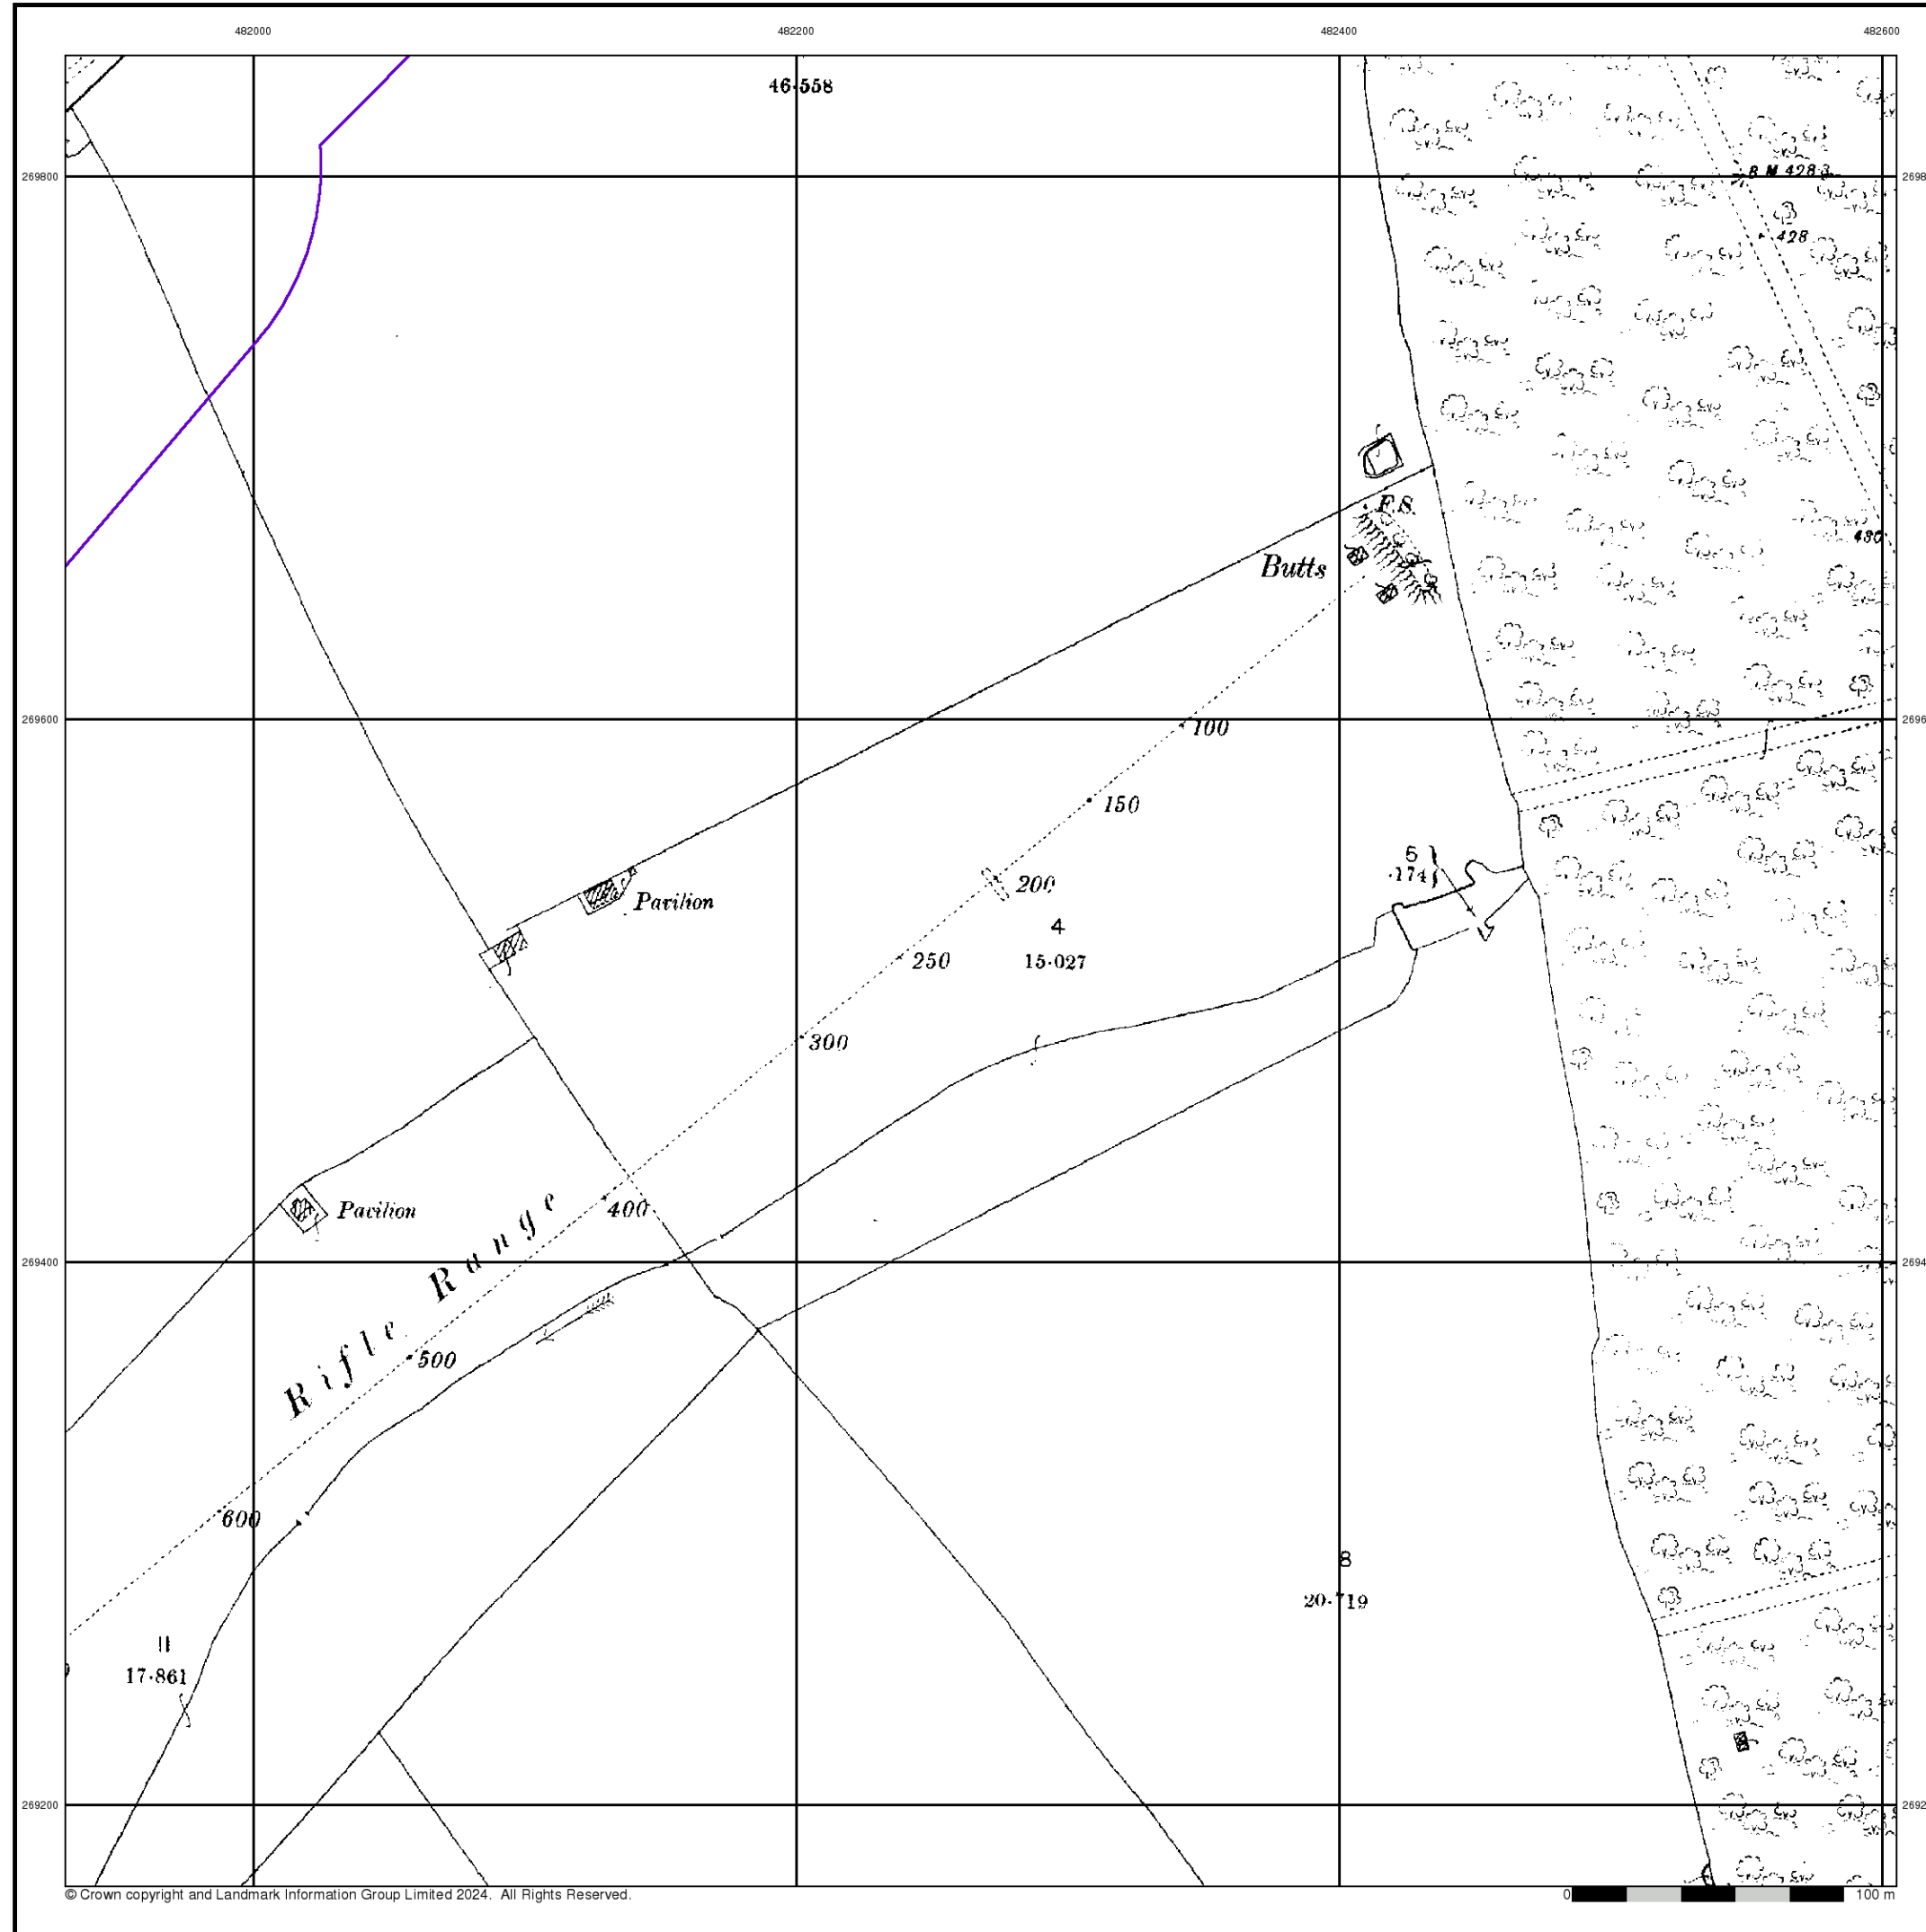 482000 482200 482400 482600
46·558
269800
B M 428·3
428
F.S.
430
Butts
269600
100
150
5
·174
200
Pavilion
4
250
15·027
300
Pavilion
400
269400
Rifle Range
500
600
8
20·719
11
17·861
269200
© Crown copyright and Landmark Information Group Limited 2024. All Rights Reserved.
0 100 m